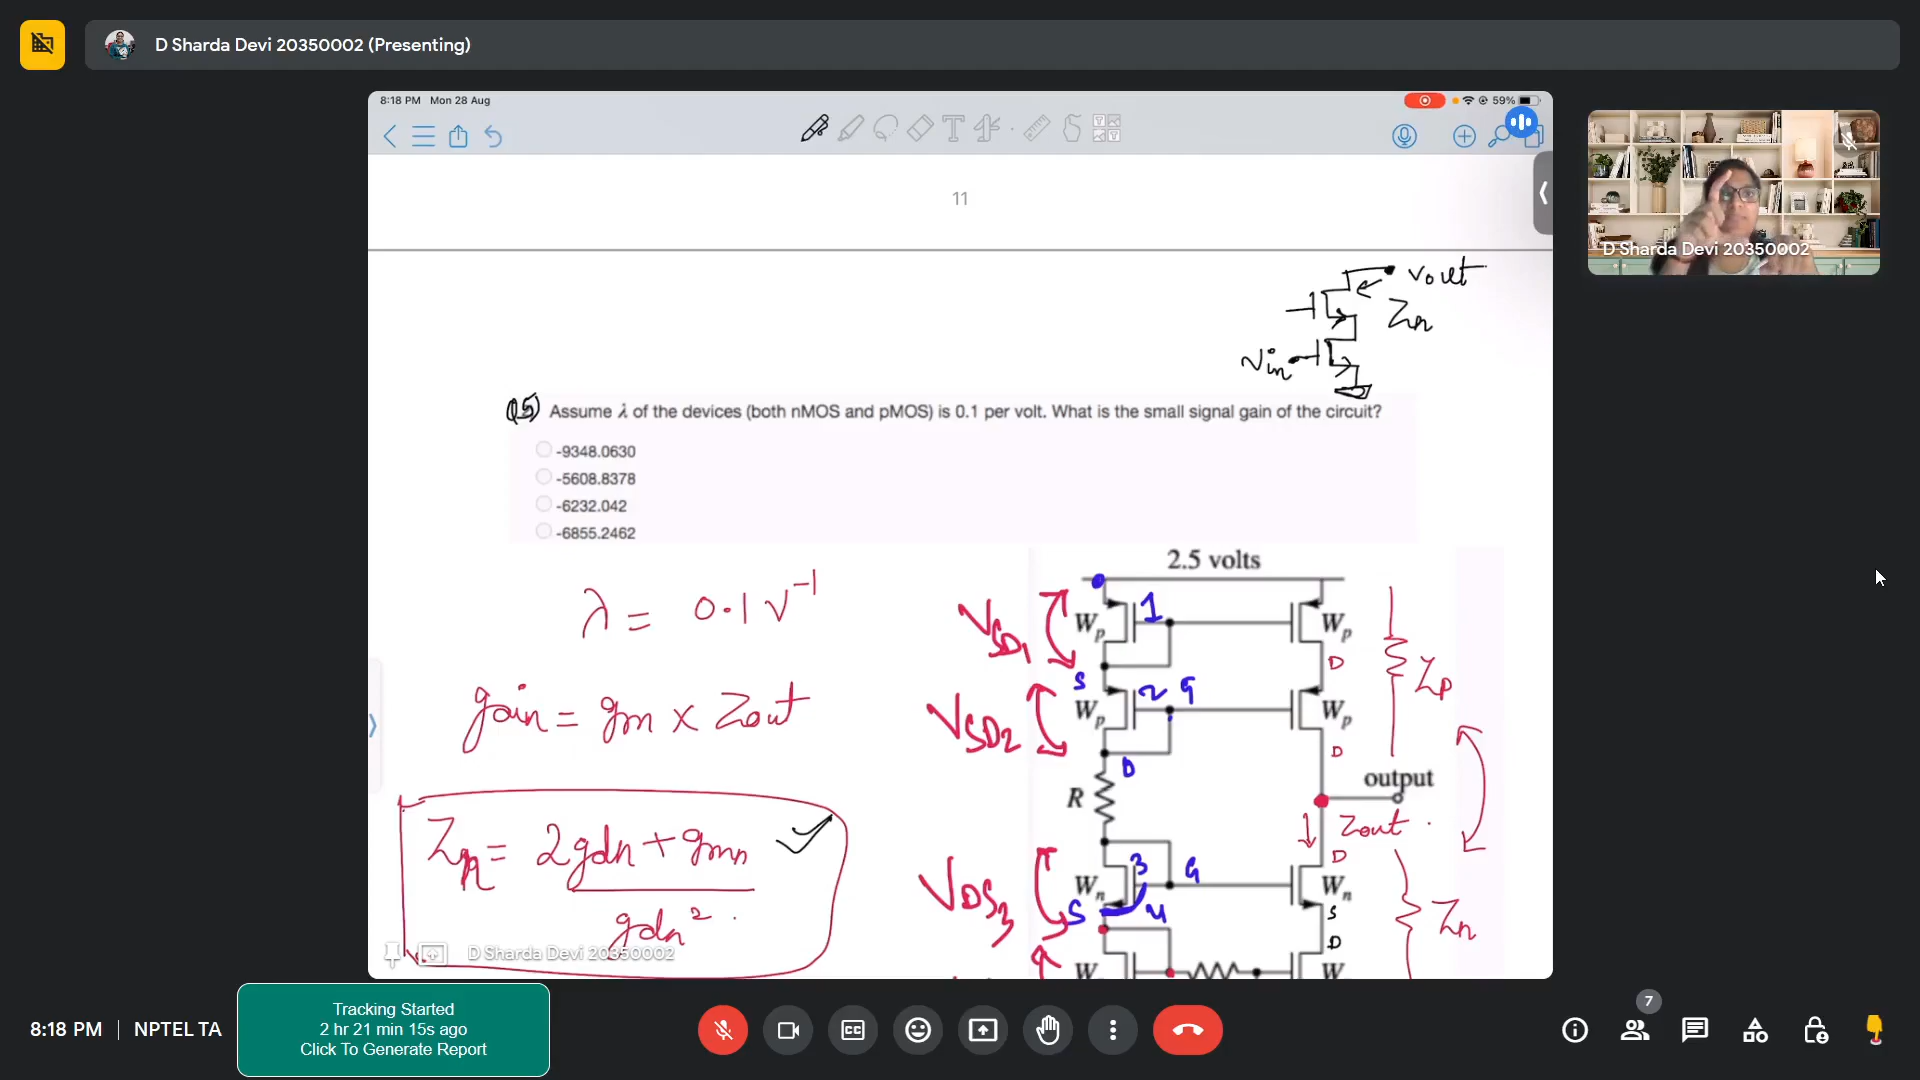 D Sharda Devi 20350002 (Presenting)
8:18 PM Mon 28 Aug
59%
11
D Sharda Devi 20350002
Vout
Zn
Vin
Q5) Assume λ of the devices (both nMOS and pMOS) is 0.1 per volt. What is the small signal gain of the circuit?
-9348.0630
-5608.8378
-6232.042
-6855.2462
λ = 0.1 V⁻¹
gain = gm × Zout
Zn = 2gdn + gmn
gdn²
2.5 volts
VSD1
Wp
1
Wp
D
Zp
S
VSD2
Wp
2
G
Wp
D
D
output
R
Zout
D
VDS3
Wn
3
G
Wn
S
4
S
Zn
D
W
W
D Sharda Devi 20350002
8:18 PM
NPTEL TA
Tracking Started
2 hr 21 min 15s ago
Click To Generate Report
CC
7